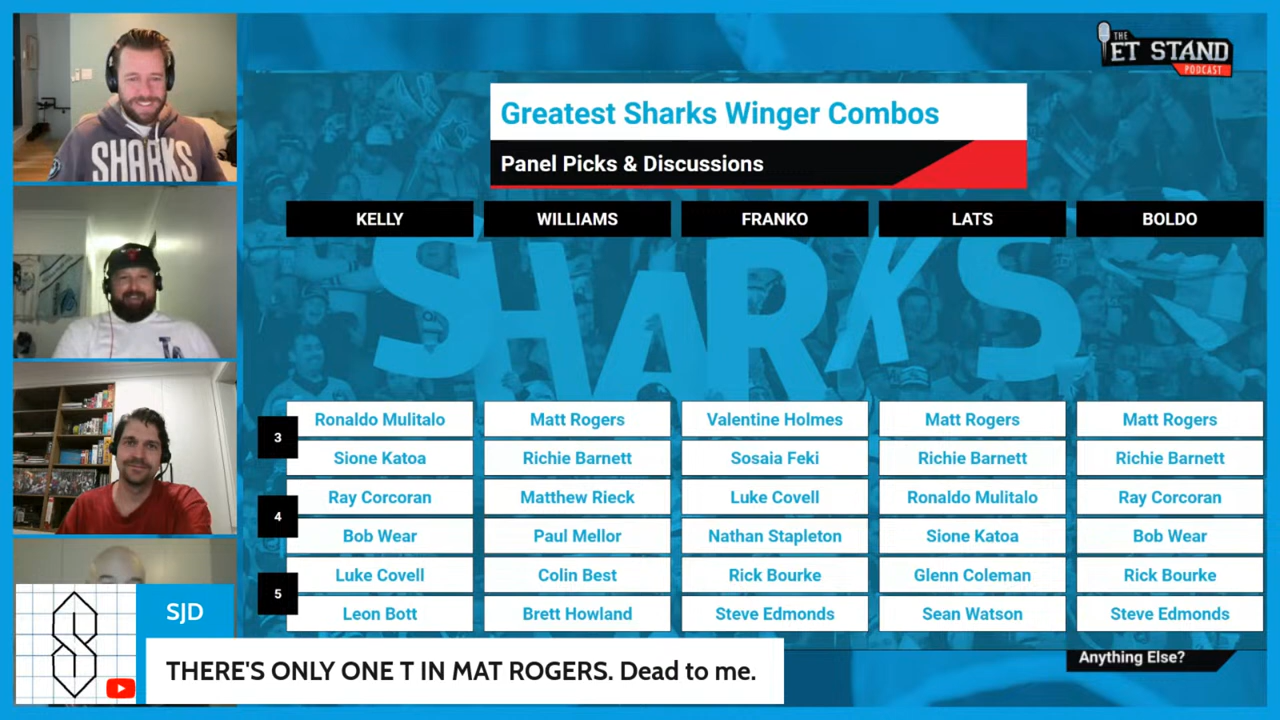 THE
ET STAND
PODCAST
Greatest Sharks Winger Combos
Panel Picks & Discussions
KELLY WILLIAMS FRANKO LATS BOLDO
SHARKS
SHARKS
3
Ronaldo Mulitalo Matt Rogers Valentine Holmes Matt Rogers Matt Rogers
Sione Katoa Richie Barnett Sosaia Feki Richie Barnett Richie Barnett
4
Ray Corcoran Matthew Rieck Luke Covell Ronaldo Mulitalo Ray Corcoran
Bob Wear Paul Mellor Nathan Stapleton Sione Katoa Bob Wear
5
Luke Covell Colin Best Rick Bourke Glenn Coleman Rick Bourke
Leon Bott Brett Howland Steve Edmonds Sean Watson Steve Edmonds
SJD
THERE'S ONLY ONE T IN MAT ROGERS. Dead to me.
Anything Else?